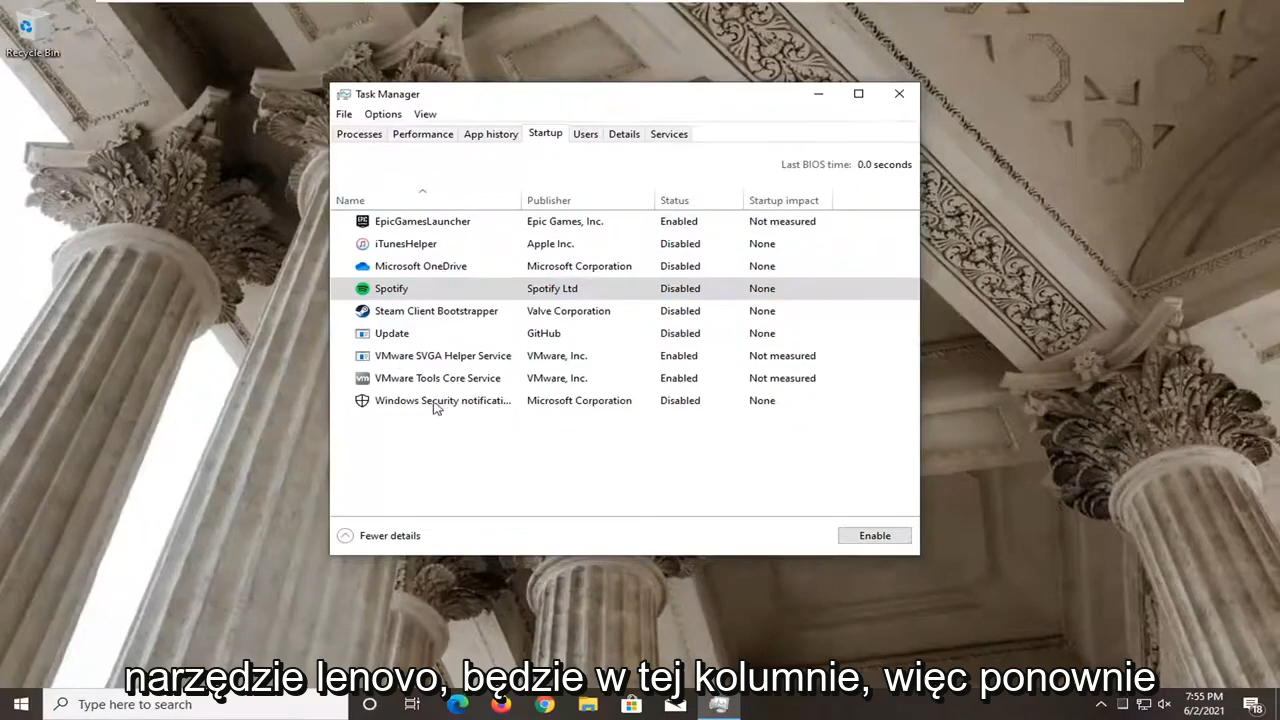 Recycle Bin
Task Manager
File Options View
Processes Performance App history Startup Users Details Services
Last BIOS time: 0.0 seconds
Name Publisher Status Startup impact
EpicGamesLauncher Epic Games, Inc. Enabled Not measured
iTunesHelper Apple Inc. Disabled None
Microsoft OneDrive Microsoft Corporation Disabled None
Spotify Spotify Ltd Disabled None
Steam Client Bootstrapper Valve Corporation Disabled None
Update GitHub Disabled None
VMware SVGA Helper Service VMware, Inc. Enabled Not measured
VMware Tools Core Service VMware, Inc. Enabled Not measured
Windows Security notificati... Microsoft Corporation Disabled None
Fewer details Enable
narzędzie lenovo, będzie w tej kolumnie, więc ponownie
Type here to search
7:55 PM
6/2/2021
18